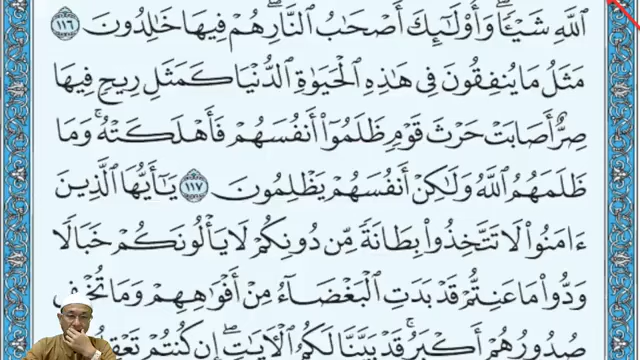 ٱللَّهِ شَيْـًٔا ۖ وَأُو۟لَـٰٓئِكَ أَصْحَـٰبُ ٱلنَّارِ ۚ هُمْ فِيهَا خَـٰلِدُونَ ١١٦
مَثَلُ مَا يُنفِقُونَ فِى هَـٰذِهِ ٱلْحَيَوٰةِ ٱلدُّنْيَا كَمَثَلِ رِيحٍ فِيهَا
صِرٌّ أَصَابَتْ حَرْثَ قَوْمٍ ظَلَمُوٓا۟ أَنفُسَهُمْ فَأَهْلَكَتْهُ ۚ وَمَا
ظَلَمَهُمُ ٱللَّهُ وَلَـٰكِنْ أَنفُسَهُمْ يَظْلِمُونَ ١١٧ يَـٰٓأَيُّهَا ٱلَّذِينَ
ءَامَنُوا۟ لَا تَتَّخِذُوا۟ بِطَانَةً مِّن دُونِكُمْ لَا يَأْلُونَكُمْ خَبَالًا
وَدُّوا۟ مَا عَنِتُّمْ قَدْ بَدَتِ ٱلْبَغْضَآءُ مِنْ أَفْوَٰهِهِمْ وَمَا تُخْفِى
صُدُورُهُمْ أَكْبَرُ ۚ قَدْ بَيَّنَّا لَكُمُ ٱلْـَٔايَـٰتِ ۖ إِن كُنتُمْ